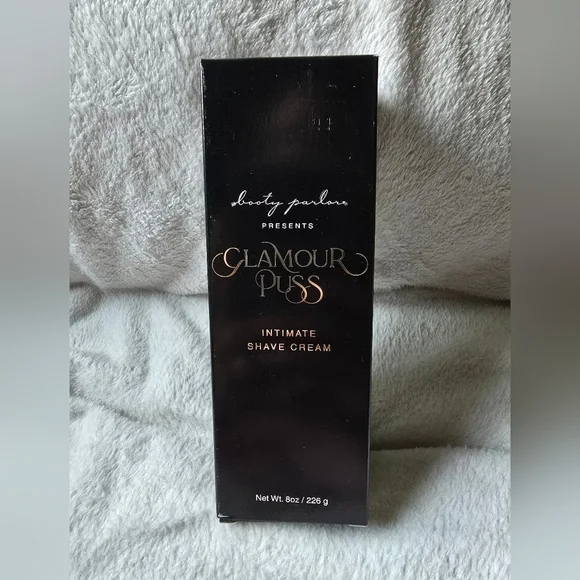 booty parlor
PRESENTS
GLAMOUR
PUSS
INTIMATE
SHAVE CREAM
Net Wt. 8oz / 226 g